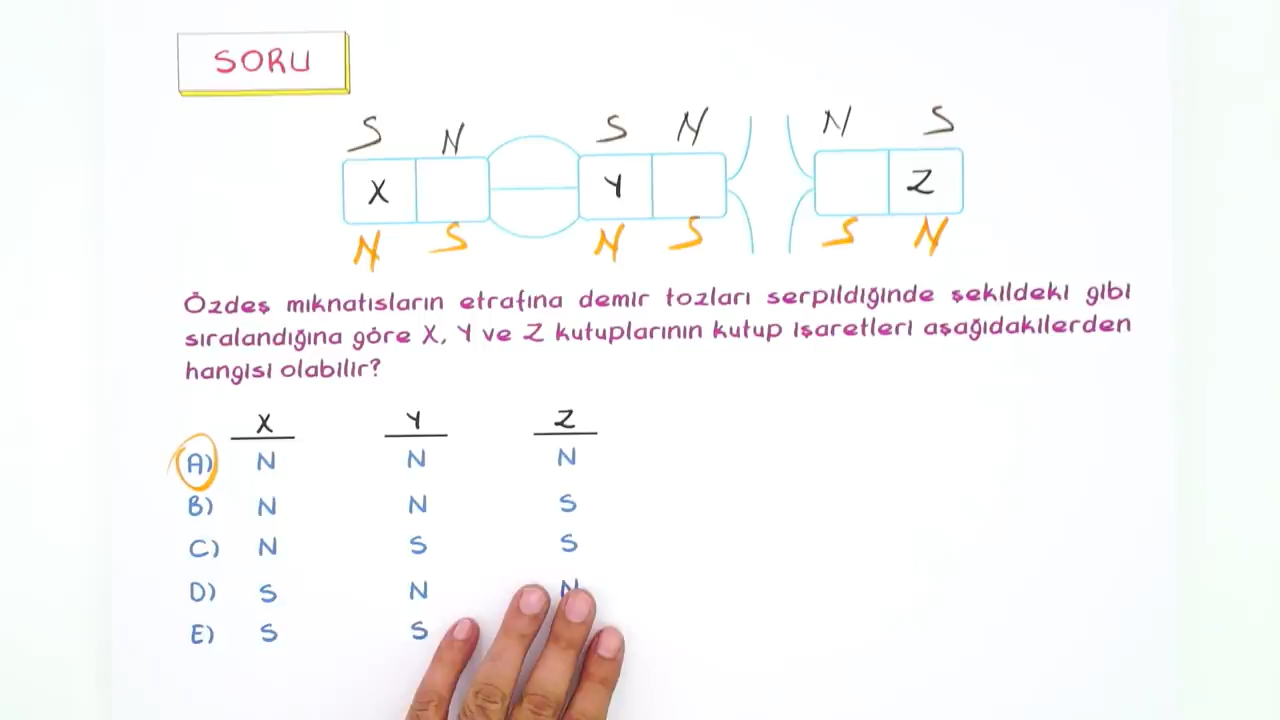 SORU
S N S N N S
X Y Z
N S N S S N
Özdeş mıknatısların etrafına demir tozları serpildiğinde şekildeki gibi
sıralandığına göre X, Y ve Z kutuplarının kutup işaretleri aşağıdakilerden
hangisi olabilir?
X Y Z
A) N N N
B) N N S
C) N S S
D) S N N
E) S S